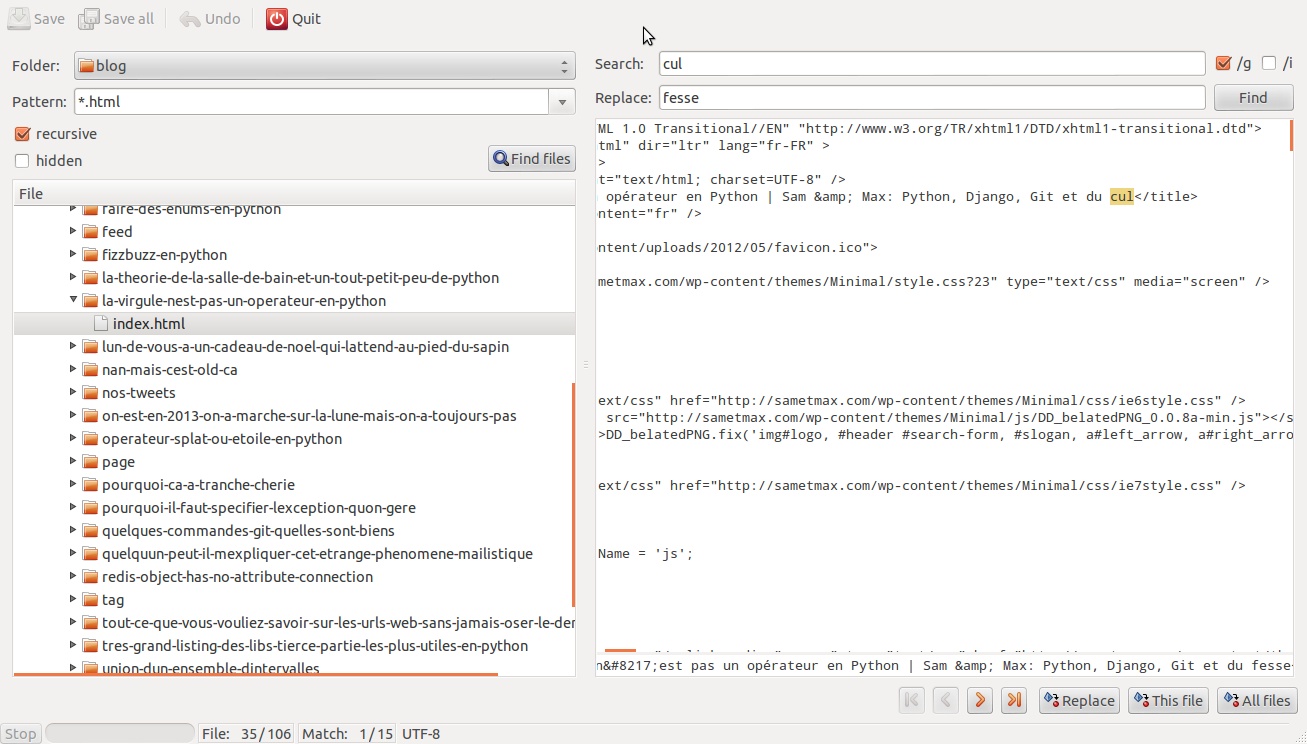 Save Save all Undo Quit
Folder: blog
Pattern: *.html
recursive
hidden
Find files
File
faire-des-enums-en-python
feed
fizzbuzz-en-python
la-theorie-de-la-salle-de-bain-et-un-tout-petit-peu-de-python
la-virgule-nest-pas-un-operateur-en-python
index.html
lun-de-vous-a-un-cadeau-de-noel-qui-lattend-au-pied-du-sapin
nan-mais-cest-old-ca
nos-tweets
on-est-en-2013-on-a-marche-sur-la-lune-mais-on-a-toujours-pas
operateur-splat-ou-etoile-en-python
page
pourquoi-ca-a-tranche-cherie
pourquoi-il-faut-specifier-lexception-quon-gere
quelques-commandes-git-quelles-sont-biens
quelquun-peut-il-mexpliquer-cet-etrange-phenomene-mailistique
redis-object-has-no-attribute-connection
tag
tout-ce-que-vous-vouliez-savoir-sur-les-urls-web-sans-jamais-oser-le-der
tres-grand-listing-des-libs-tierce-partie-les-plus-utiles-en-python
union-dun-ensemble-dintervalles
Search: cul /g /i
Replace: fesse Find
ML 1.0 Transitional//EN" "http://www.w3.org/TR/xhtml1/DTD/xhtml1-transitional.dtd">
tml" dir="ltr" lang="fr-FR" >
>
t="text/html; charset=UTF-8" />
opérateur en Python | Sam &amp; Max: Python, Django, Git et du cul</title>
ntent="fr" />
ntent/uploads/2012/05/favicon.ico">
metmax.com/wp-content/themes/Minimal/style.css?23" type="text/css" media="screen" />
ext/css" href="http://sametmax.com/wp-content/themes/Minimal/css/ie6style.css" />
src="http://sametmax.com/wp-content/themes/Minimal/js/DD_belatedPNG_0.0.8a-min.js"></s
>DD_belatedPNG.fix('img#logo, #header #search-form, #slogan, a#left_arrow, a#right_arro
ext/css" href="http://sametmax.com/wp-content/themes/Minimal/css/ie7style.css" />
Name = 'js';
n&#8217;est pas un opérateur en Python | Sam &amp; Max: Python, Django, Git et du fesse
Replace This file All files
Stop File: 35/106 Match: 1/15 UTF-8